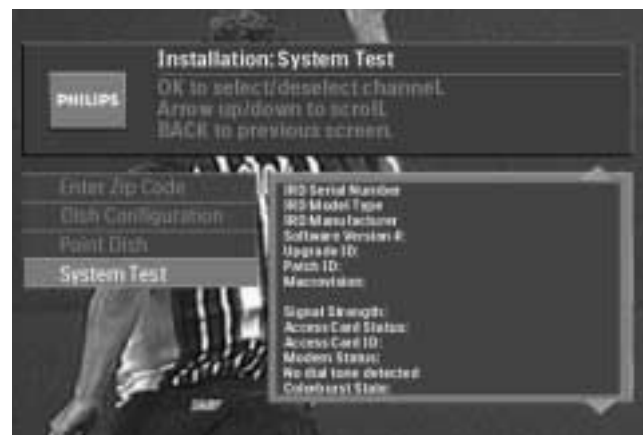 Installation: System Test
PHILIPS
OK to select/deselect channel.
Arrow up/down to scroll.
BACK to previous screen.
Enter Zip Code
Dish Configuration
Point Dish
System Test
IRD Serial Number
IRD Model Type
IRD Manufacturer
Software Version #:
Upgrade ID:
Patch ID:
Macrovision:
Signal Strength:
Access Card Status:
Access Card ID:
Modem Status:
No dial tone detected
Colorburst State: